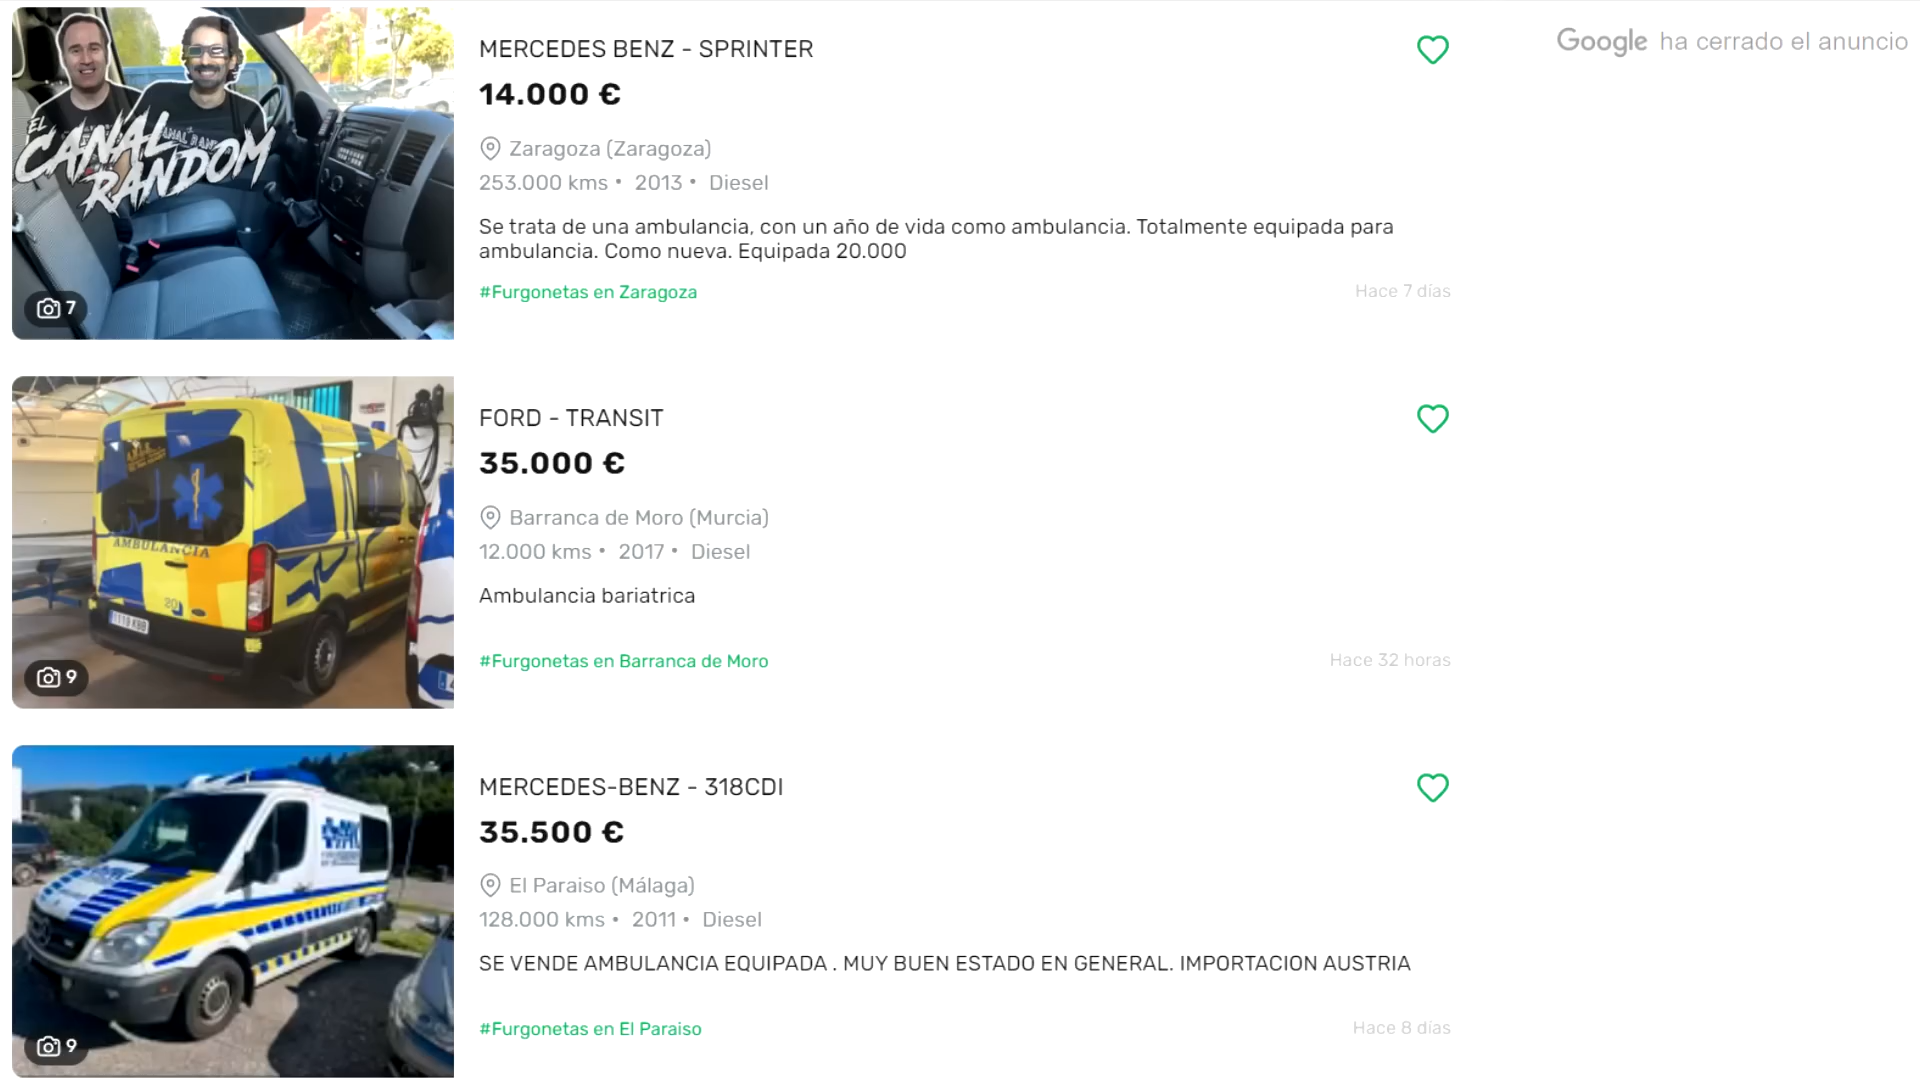 MERCEDES BENZ - SPRINTER
14.000 €
Zaragoza (Zaragoza)
253.000 kms • 2013 • Diesel
Se trata de una ambulancia, con un año de vida como ambulancia. Totalmente equipada para
ambulancia. Como nueva. Equipada 20.000
#Furgonetas en Zaragoza
Hace 7 días
EL
CANAL
RANDOM
7
Google ha cerrado el anuncio
FORD - TRANSIT
35.000 €
Barranca de Moro (Murcia)
12.000 kms • 2017 • Diesel
Ambulancia bariatrica
#Furgonetas en Barranca de Moro
Hace 32 horas
AMBULANCIA
9
MERCEDES-BENZ - 318CDI
35.500 €
El Paraiso (Málaga)
128.000 kms • 2011 • Diesel
SE VENDE AMBULANCIA EQUIPADA . MUY BUEN ESTADO EN GENERAL. IMPORTACION AUSTRIA
#Furgonetas en El Paraiso
Hace 8 días
9